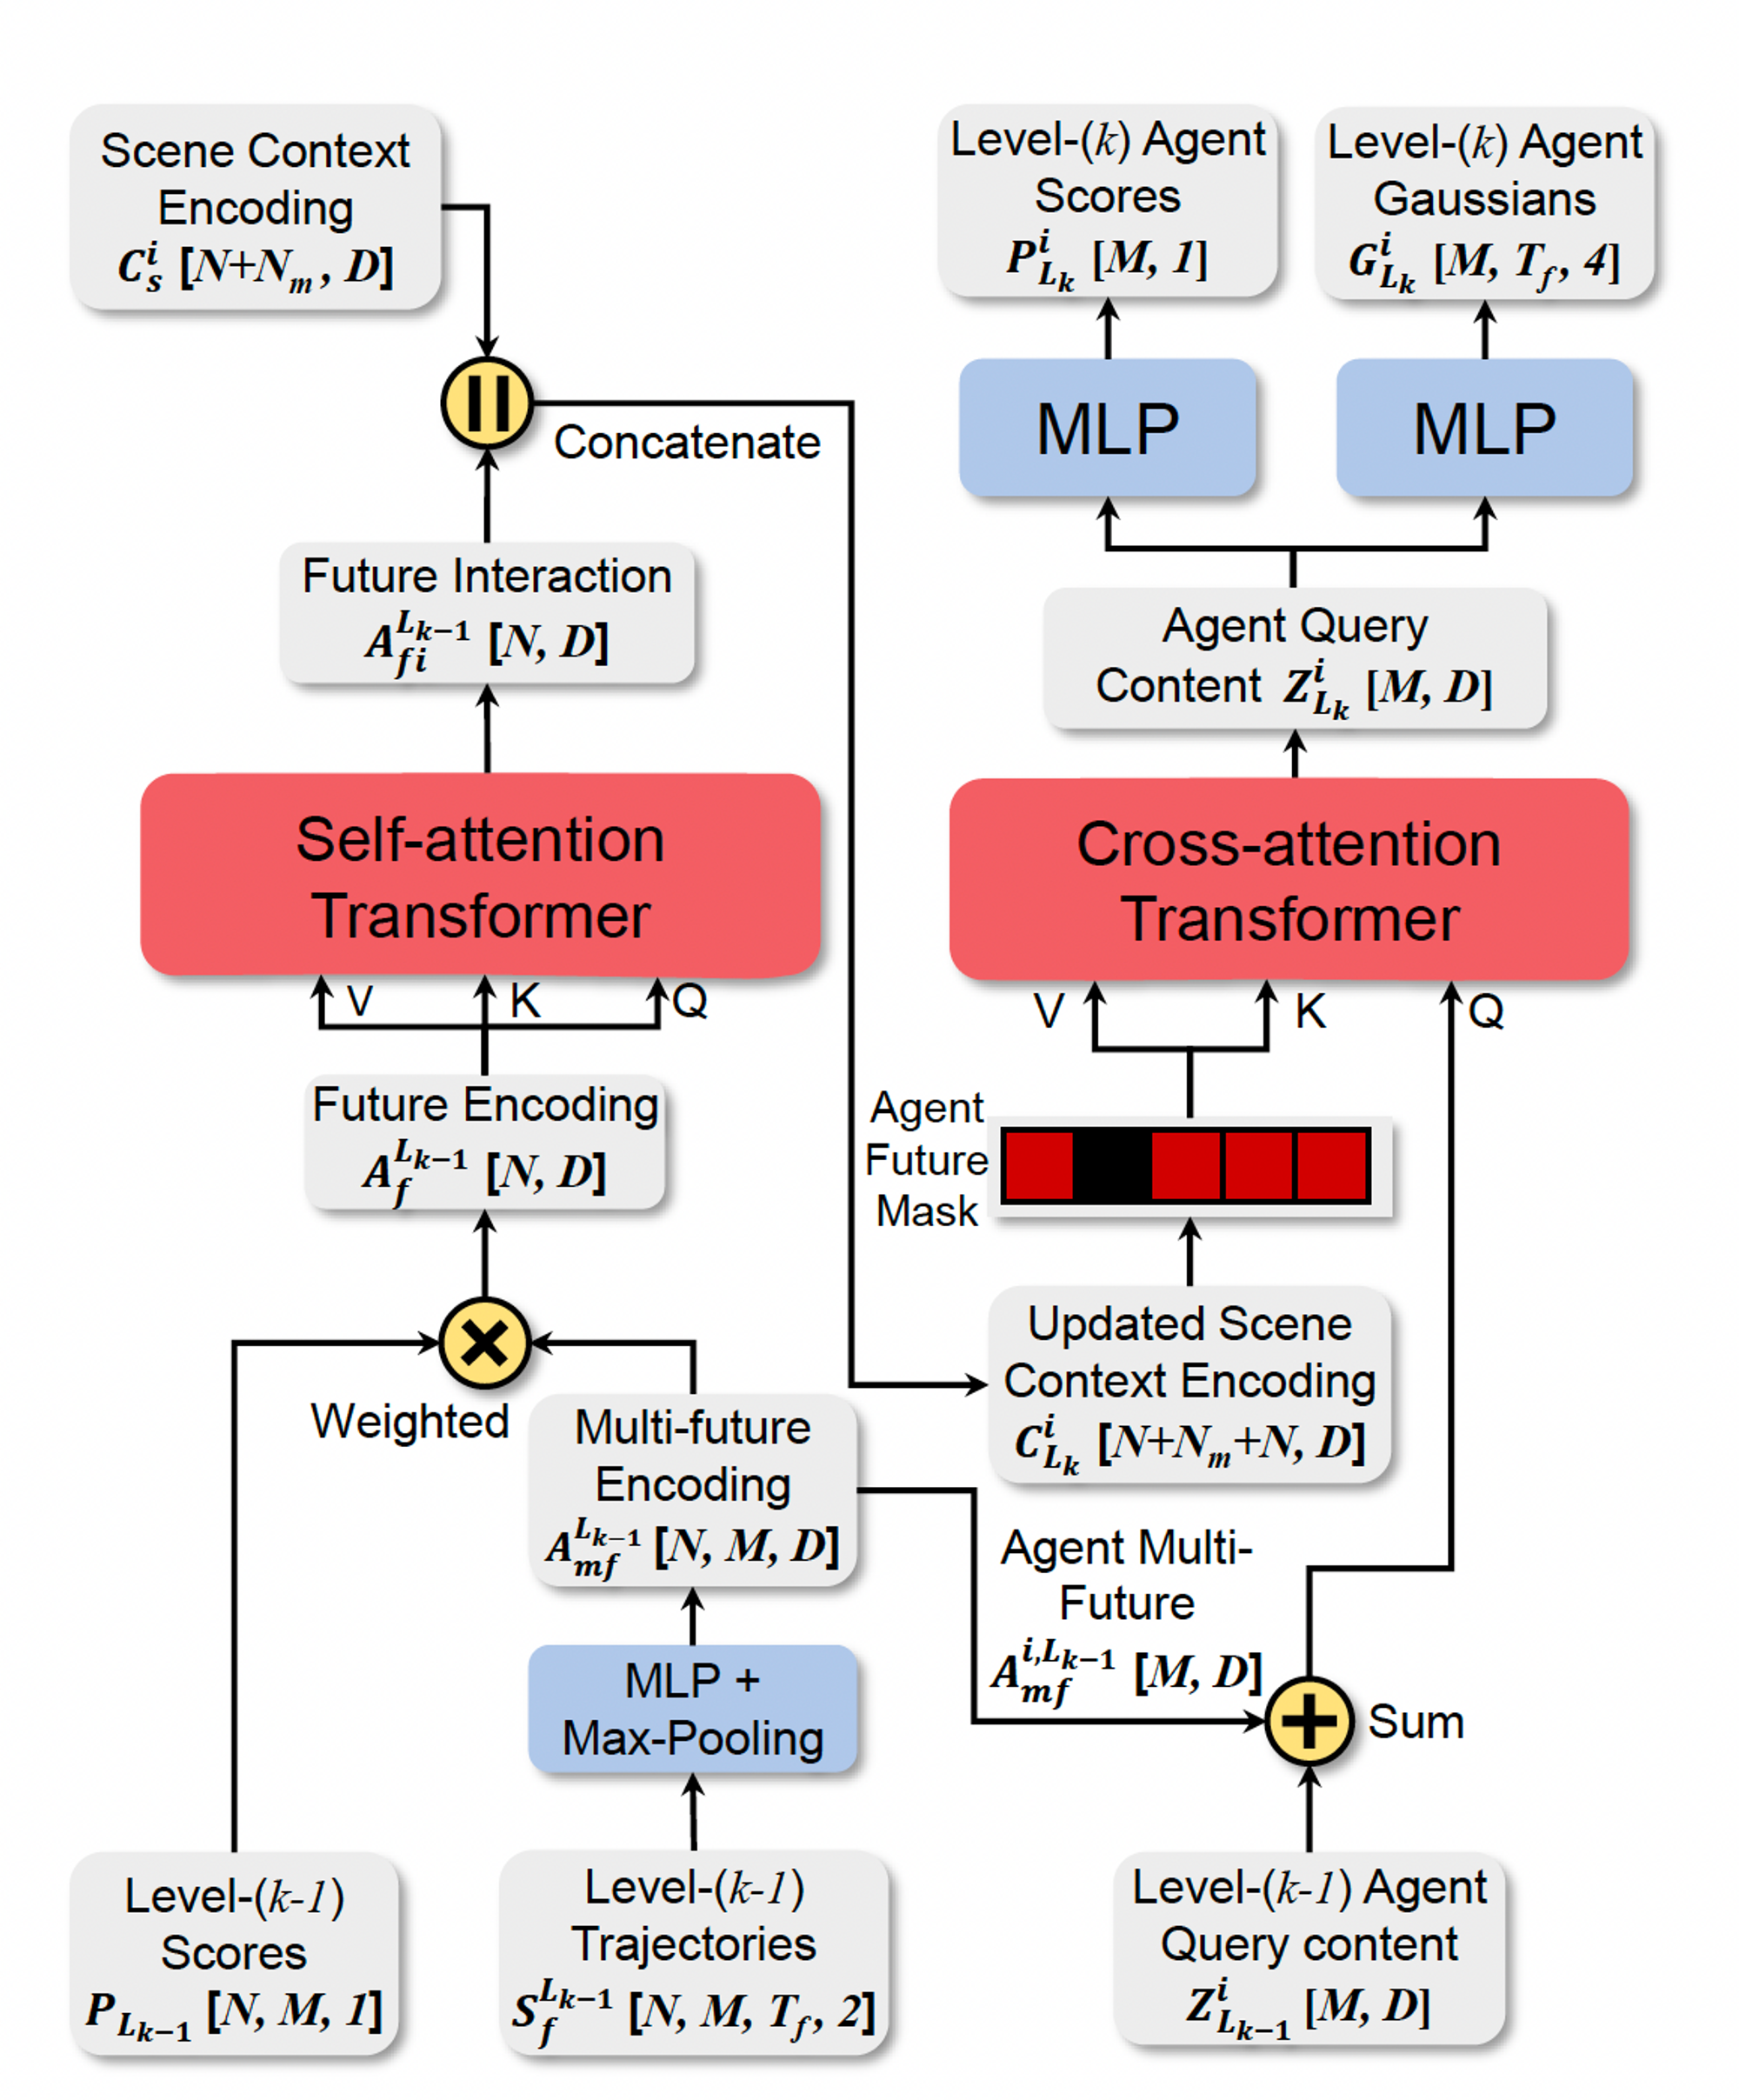 Scene Context
Encoding
C_s^i [N+N_m, D]
Concatenate
Future Interaction
A_{fi}^{L_{k-1}} [N, D]
Self-attention
Transformer
V K Q
Future Encoding
A_f^{L_{k-1}} [N, D]
Weighted
Multi-future
Encoding
A_{mf}^{L_{k-1}} [N, M, D]
MLP +
Max-Pooling
Level-(k-1)
Scores
P_{L_{k-1}} [N, M, 1]
Level-(k-1)
Trajectories
S_f^{L_{k-1}} [N, M, T_f, 2]
Level-(k) Agent
Scores
P_{L_k}^i [M, 1]
Level-(k) Agent
Gaussians
G_{L_k}^i [M, T_f, 4]
MLP
MLP
Agent Query
Content Z_{L_k}^i [M, D]
Cross-attention
Transformer
V K Q
Agent
Future
Mask
Updated Scene
Context Encoding
C_{L_k}^i [N+N_m+N, D]
Agent Multi-
Future
A_{mf}^{i,L_{k-1}} [M, D]
Sum
Level-(k-1) Agent
Query content
Z_{L_{k-1}}^i [M, D]